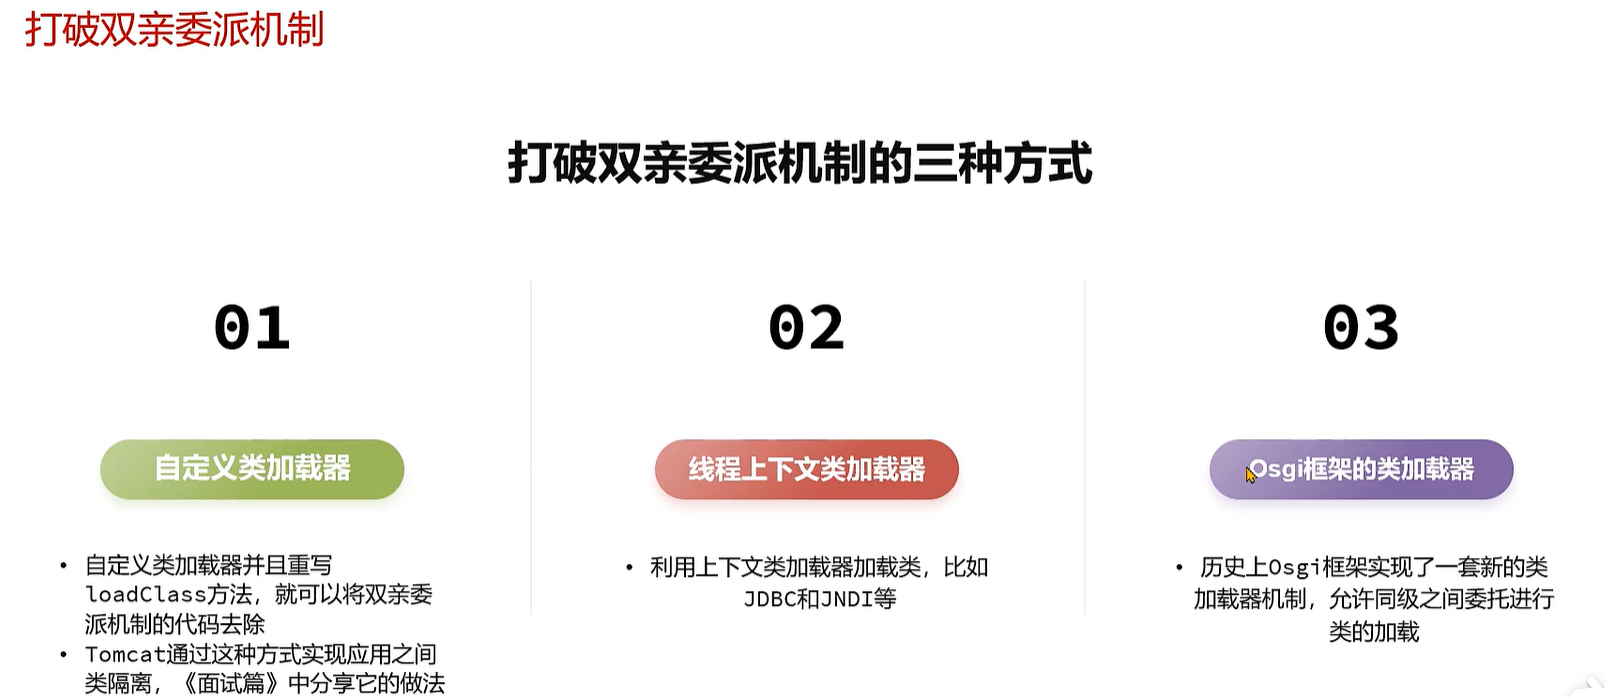 打破双亲委派机制
打破双亲委派机制的三种方式
01
自定义类加载器
• 自定义类加载器并且重写
loadClass方法，就可以将双亲委
派机制的代码去除
• Tomcat通过这种方式实现应用之间
类隔离，《面试篇》中分享它的做法
02
线程上下文类加载器
• 利用上下文类加载器加载类，比如
JDBC和JNDI等
03
Osgi框架的类加载器
• 历史上Osgi框架实现了一套新的类
加载器机制，允许同级之间委托进行
类的加载